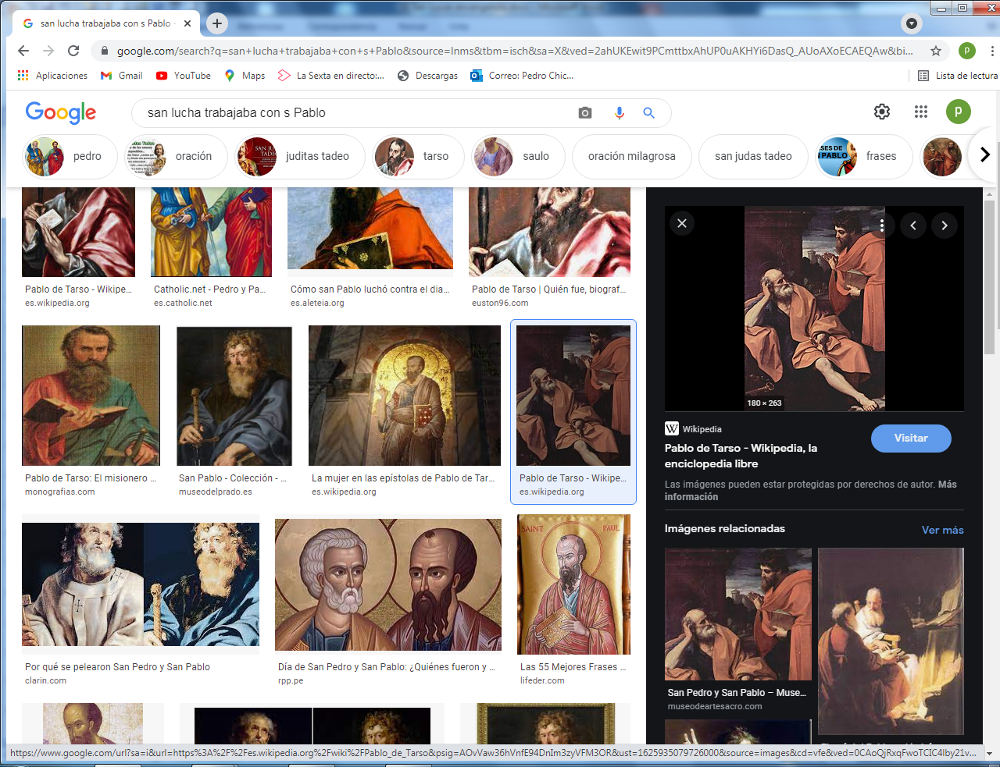 san lucha trabajaba con s Pablo -
google.com/search?q=san+lucha+trabajaba+con+s+Pablo&source=lnms&tbm=isch&sa=X&ved=2ahUKEwit9PCmttbxAhUP0uAKHYi6DasQ_AUoAXoECAEQAw&bi...
p
Aplicaciones Gmail YouTube Maps La Sexta en directo:... Descargas Correo: Pedro Chic... Lista de lectura
Google san lucha trabajaba con s Pablo p
pedro oración juditas tadeo tarso saulo oración milagrosa san judas tadeo frases
Pablo de Tarso - Wikipe... Catholic.net - Pedro y Pa... Cómo san Pablo luchó contra el dia... Pablo de Tarso | Quién fue, biograf...
es.wikipedia.org es.catholic.net es.aleteia.org euston96.com
Pablo de Tarso: El misionero ... San Pablo - Colección - ... La mujer en las epístolas de Pablo de Tar... Pablo de Tarso - Wikipe...
monografias.com museodelprado.es es.wikipedia.org es.wikipedia.org
SAINT PAUL
Por qué se pelearon San Pedro y San Pablo Día de San Pedro y San Pablo: ¿Quiénes fueron y ... Las 55 Mejores Frases ...
clarin.com rpp.pe lifeder.com
180 × 263
W Wikipedia
Visitar
Pablo de Tarso - Wikipedia, la
enciclopedia libre
Las imágenes pueden estar protegidas por derechos de autor. Más
información
Imágenes relacionadas Ver más
San Pedro y San Pablo – Muse...
museodeartesacro.com
https://www.google.com/url?sa=i&url=https%3A%2F%2Fes.wikipedia.org%2Fwiki%2FPablo_de_Tarso&psig=AOvVaw36hVnfE94DnIm3zyVFM3OR&ust=1625935079726000&source=images&cd=vfe&ved=0CAoQjRxqFwoTCIC4lby21v...